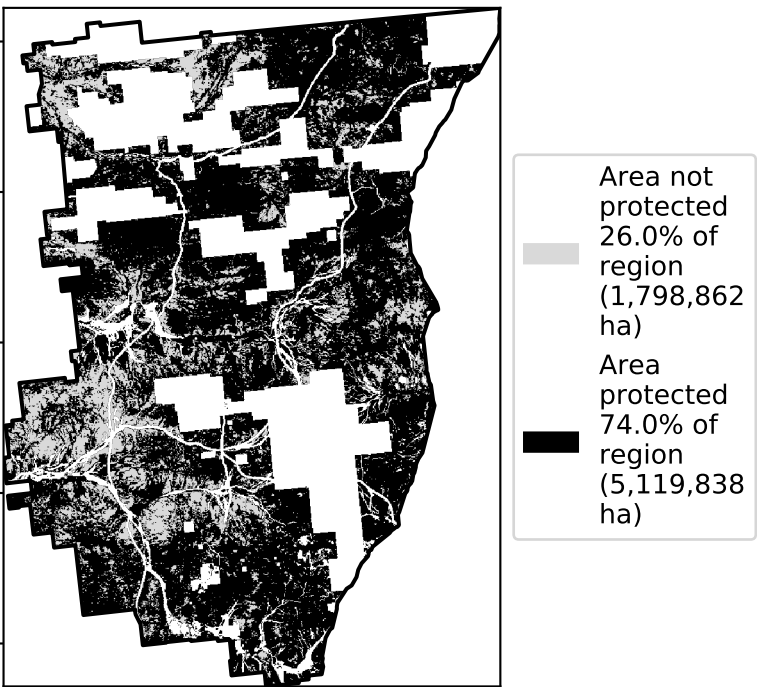 Area not
protected
26.0% of
region
(1,798,862
ha)
Area
protected
74.0% of
region
(5,119,838
ha)